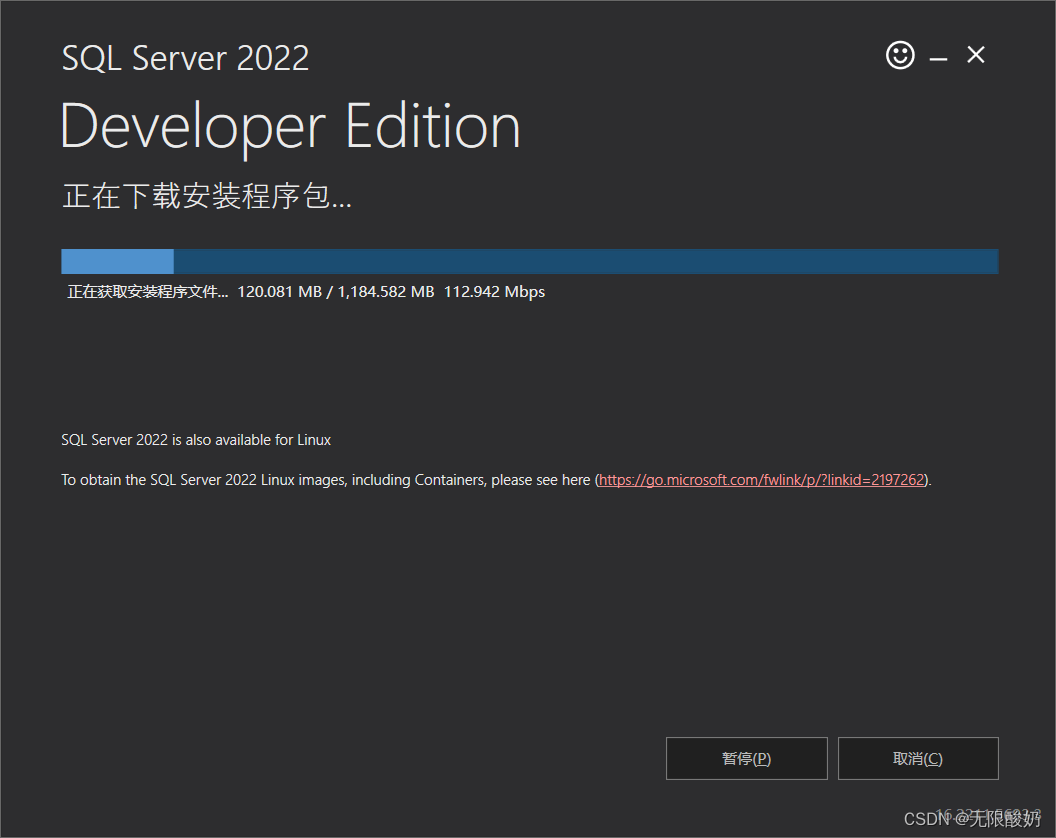 SQL Server 2022
Developer Edition
正在下载安装程序包...
正在获取安装程序文件... 120.081 MB / 1,184.582 MB 112.942 Mbps
SQL Server 2022 is also available for Linux
To obtain the SQL Server 2022 Linux images, including Containers, please see here (https://go.microsoft.com/fwlink/p/?linkid=2197262).
暂停(P)
取消(C)
CSDN @无限酸奶